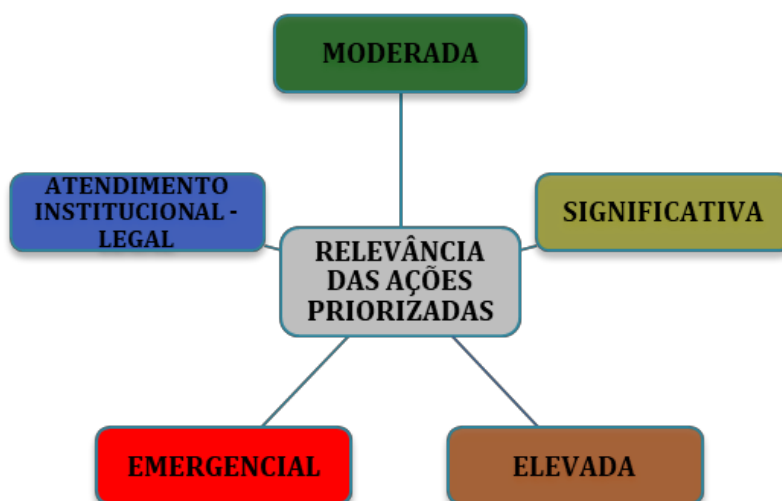 MODERADA
ATENDIMENTO
INSTITUCIONAL -
LEGAL
SIGNIFICATIVA
RELEVÂNCIA
DAS AÇÕES
PRIORIZADAS
EMERGENCIAL
ELEVADA